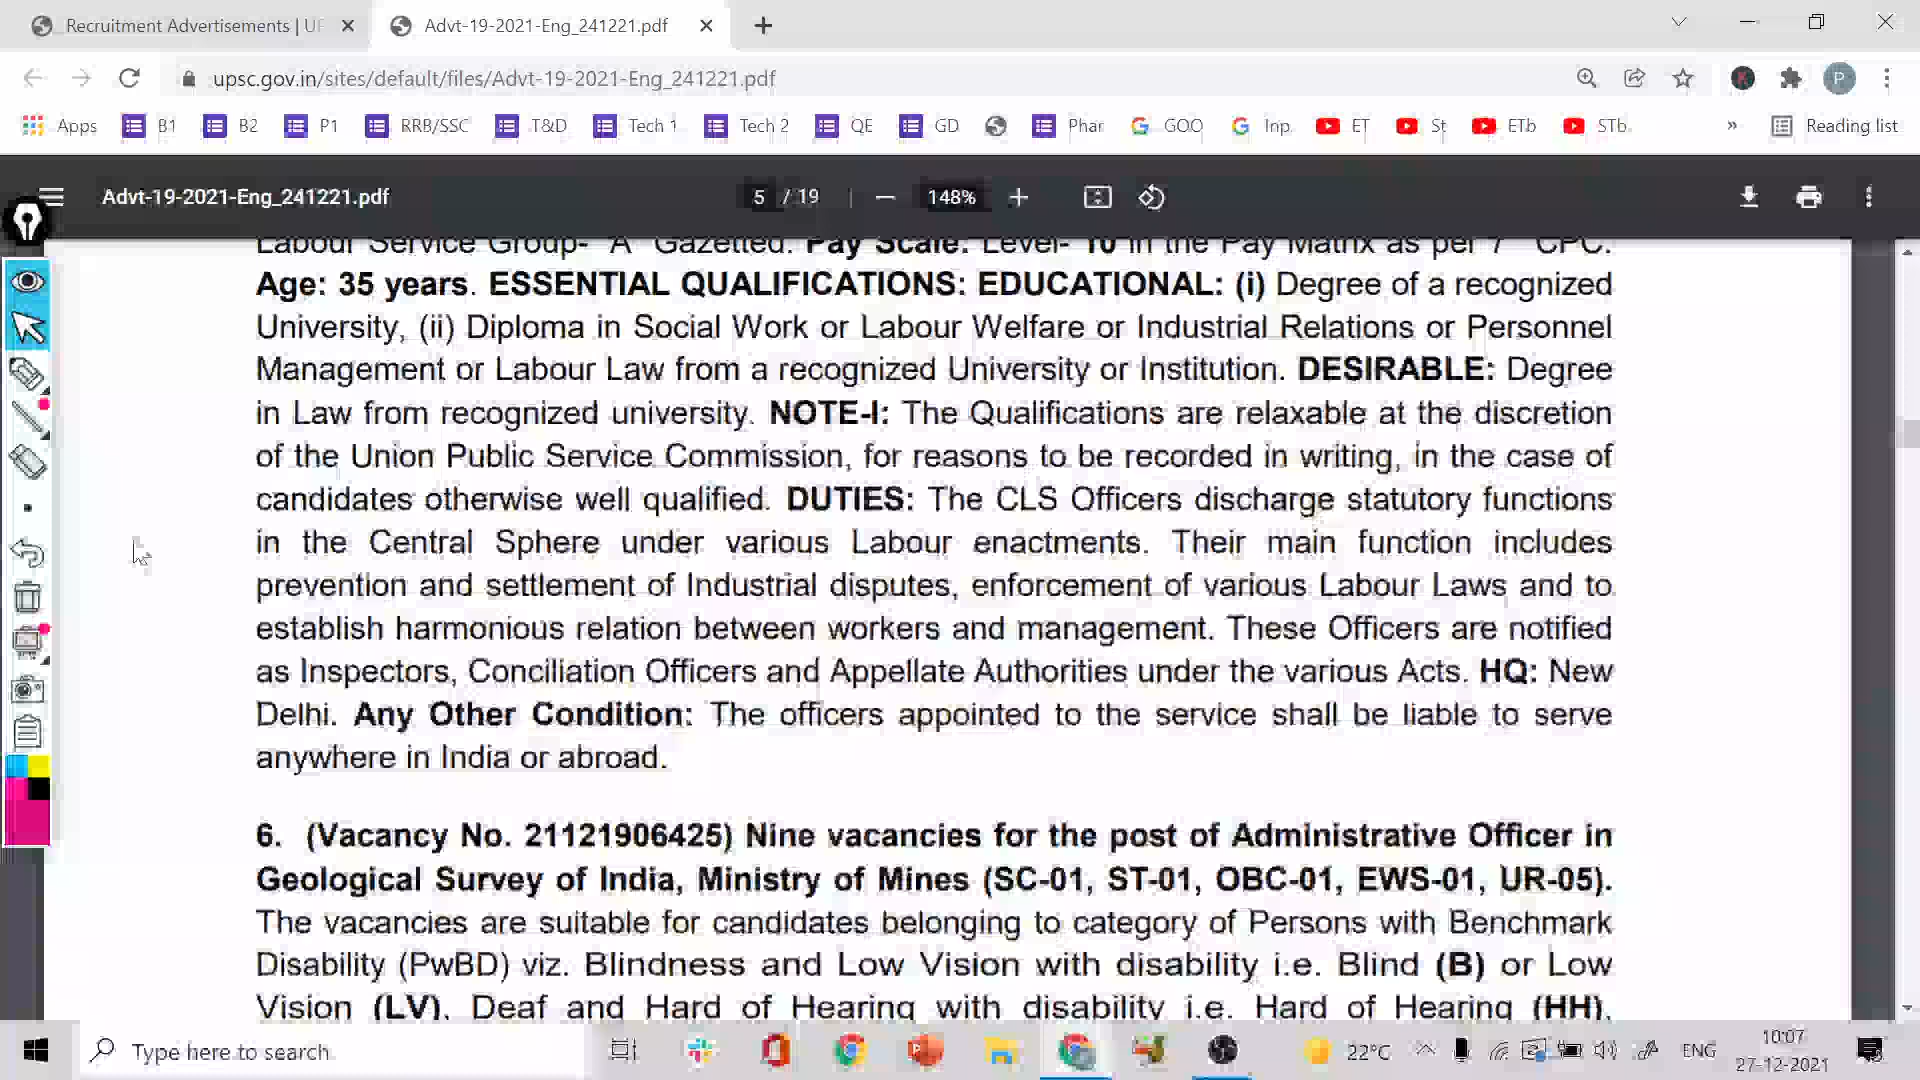 Recruitment Advertisements | UP
Advt-19-2021-Eng_241221.pdf
upsc.gov.in/sites/default/files/Advt-19-2021-Eng_241221.pdf
P
Apps B1 B2 P1 RRB/SSC T&D Tech 1 Tech 2 QE GD Phar GOO Inp ET St ETb STb » Reading list
Advt-19-2021-Eng_241221.pdf 5 / 19 148%
Labour Service Group- "A" Gazetted. Pay Scale: Level- 10 in the Pay Matrix as per 7 CPC.
Age: 35 years. ESSENTIAL QUALIFICATIONS: EDUCATIONAL: (i) Degree of a recognized
University, (ii) Diploma in Social Work or Labour Welfare or Industrial Relations or Personnel
Management or Labour Law from a recognized University or Institution. DESIRABLE: Degree
in Law from recognized university. NOTE-I: The Qualifications are relaxable at the discretion
of the Union Public Service Commission, for reasons to be recorded in writing, in the case of
candidates otherwise well qualified. DUTIES: The CLS Officers discharge statutory functions
in the Central Sphere under various Labour enactments. Their main function includes
prevention and settlement of Industrial disputes, enforcement of various Labour Laws and to
establish harmonious relation between workers and management. These Officers are notified
as Inspectors, Conciliation Officers and Appellate Authorities under the various Acts. HQ: New
Delhi. Any Other Condition: The officers appointed to the service shall be liable to serve
anywhere in India or abroad.
6. (Vacancy No. 21121906425) Nine vacancies for the post of Administrative Officer in
Geological Survey of India, Ministry of Mines (SC-01, ST-01, OBC-01, EWS-01, UR-05).
The vacancies are suitable for candidates belonging to category of Persons with Benchmark
Disability (PwBD) viz. Blindness and Low Vision with disability i.e. Blind (B) or Low
Vision (LV), Deaf and Hard of Hearing with disability i.e. Hard of Hearing (HH),
Type here to search 22°C ENG 10:07
27-12-2021